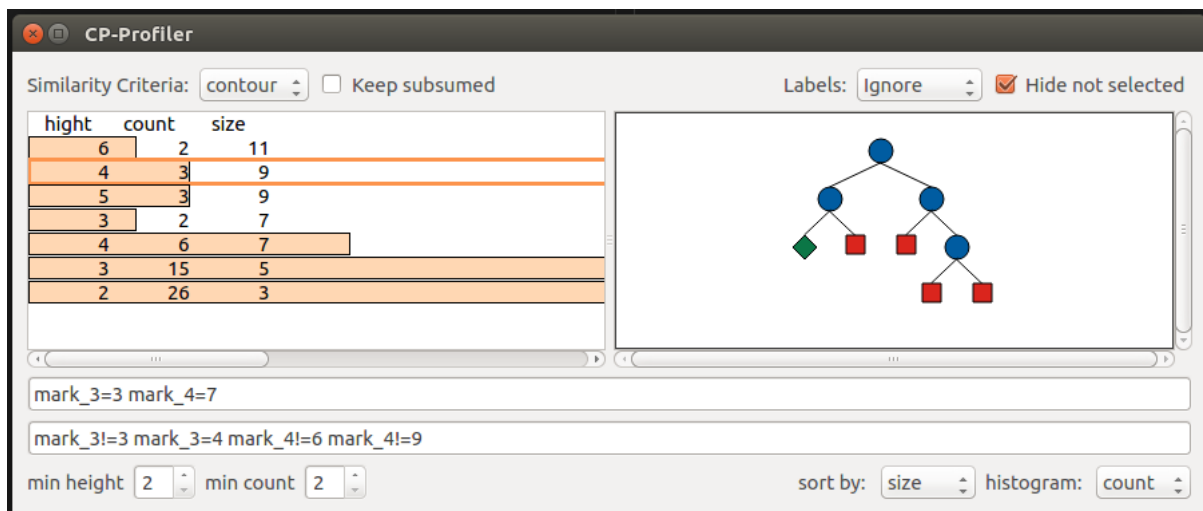 CP-Profiler
Similarity Criteria: contour Keep subsumed Labels: Ignore Hide not selected
hight count size
6 2 11
4 3 9
5 3 9
3 2 7
4 6 7
3 15 5
2 26 3
mark_3=3 mark_4=7
mark_3!=3 mark_3=4 mark_4!=6 mark_4!=9
min height 2 min count 2 sort by: size histogram: count